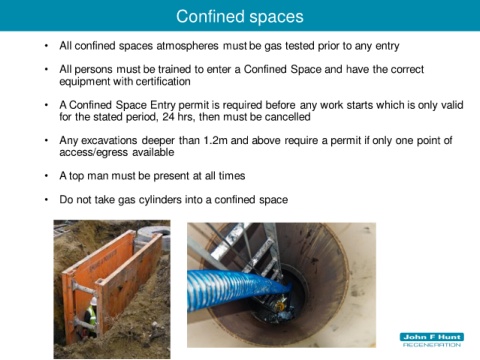 Confined spaces
• All confined spaces atmospheres must be gas tested prior to any entry
• All persons must be trained to enter a Confined Space and have the correct
equipment with certification
• A Confined Space Entry permit is required before any work starts which is only valid
for the stated period, 24 hrs, then must be cancelled
• Any excavations deeper than 1.2m and above require a permit if only one point of
access/egress available
• A top man must be present at all times
• Do not take gas cylinders into a confined space
John F Hunt
REGENERATION